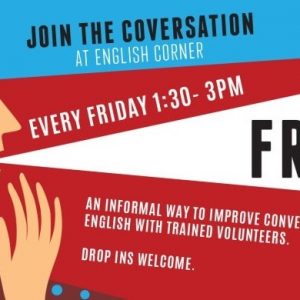 JOIN THE COVERSATION
AT ENGLISH CORNER
EVERY FRIDAY 1:30- 3PM
FR
AN INFORMAL WAY TO IMPROVE CONVE
ENGLISH WITH TRAINED VOLUNTEERS.
DROP INS WELCOME.